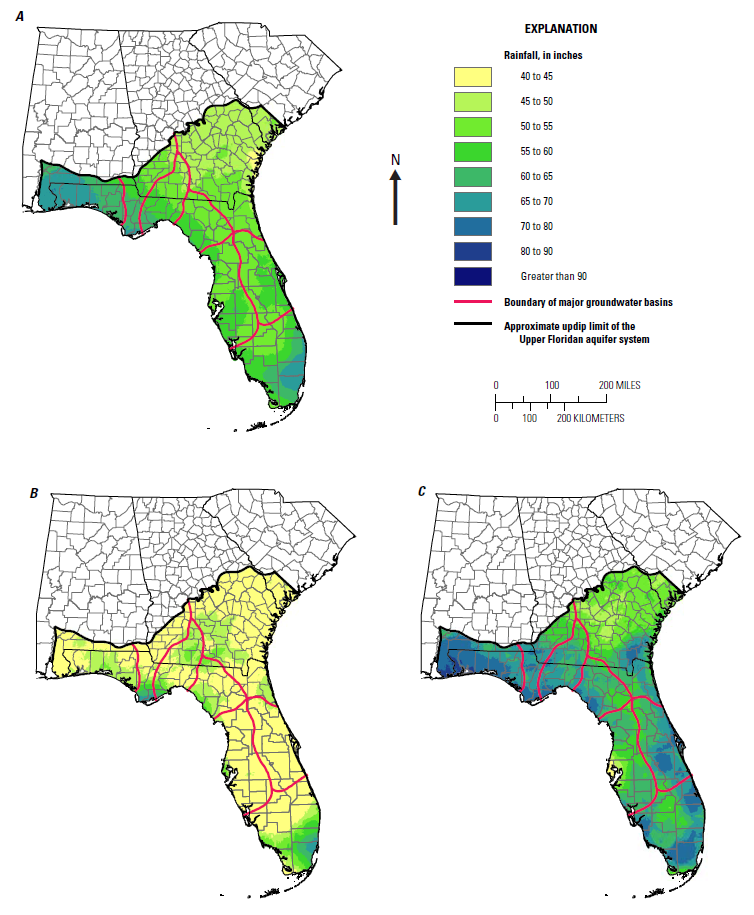 A
EXPLANATION
Rainfall, in inches
40 to 45
45 to 50
50 to 55
55 to 60
60 to 65
65 to 70
70 to 80
80 to 90
Greater than 90
Boundary of major groundwater basins
Approximate updip limit of the
Upper Floridan aquifer system
N
0 100 200 MILES
0 100 200 KILOMETERS
B
C